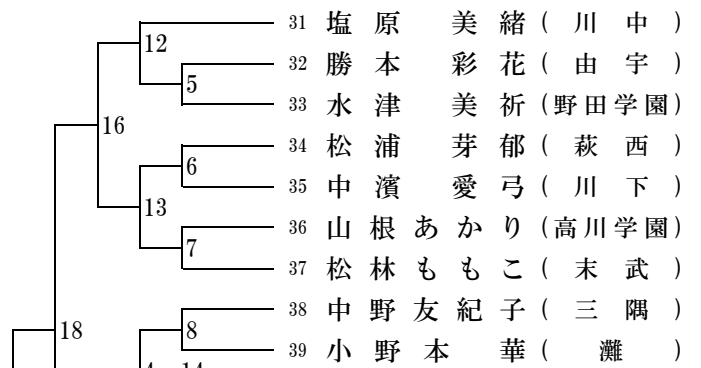 31 塩原 美緒 (川中)
12
32 勝本 彩花 (由宇)
5
33 水津 美祈 (野田学園)
16
34 松浦 芽郁 (萩西)
6
35 中濱 愛弓 (川下)
13
36 山根あかり (高川学園)
7
37 松林ももこ (末武)
38 中野友紀子 (三隅)
18
8
39 小野本 華 (灘)